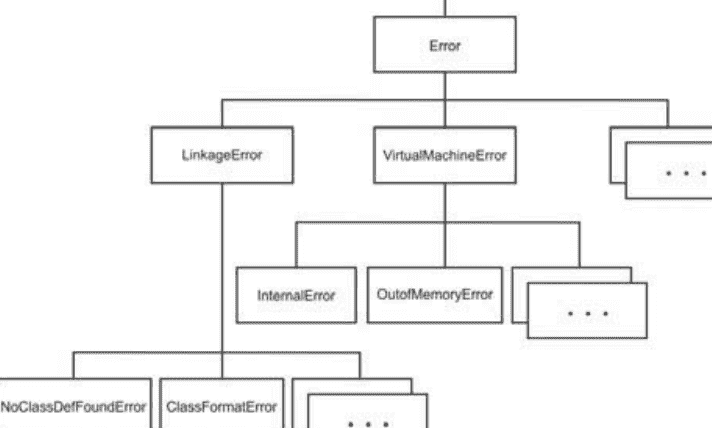 Error
LinkageError
VirtualMachineError
. . .
InternalError
OutofMemoryError
. . .
NoClassDefFoundError
ClassFormatError
. . .